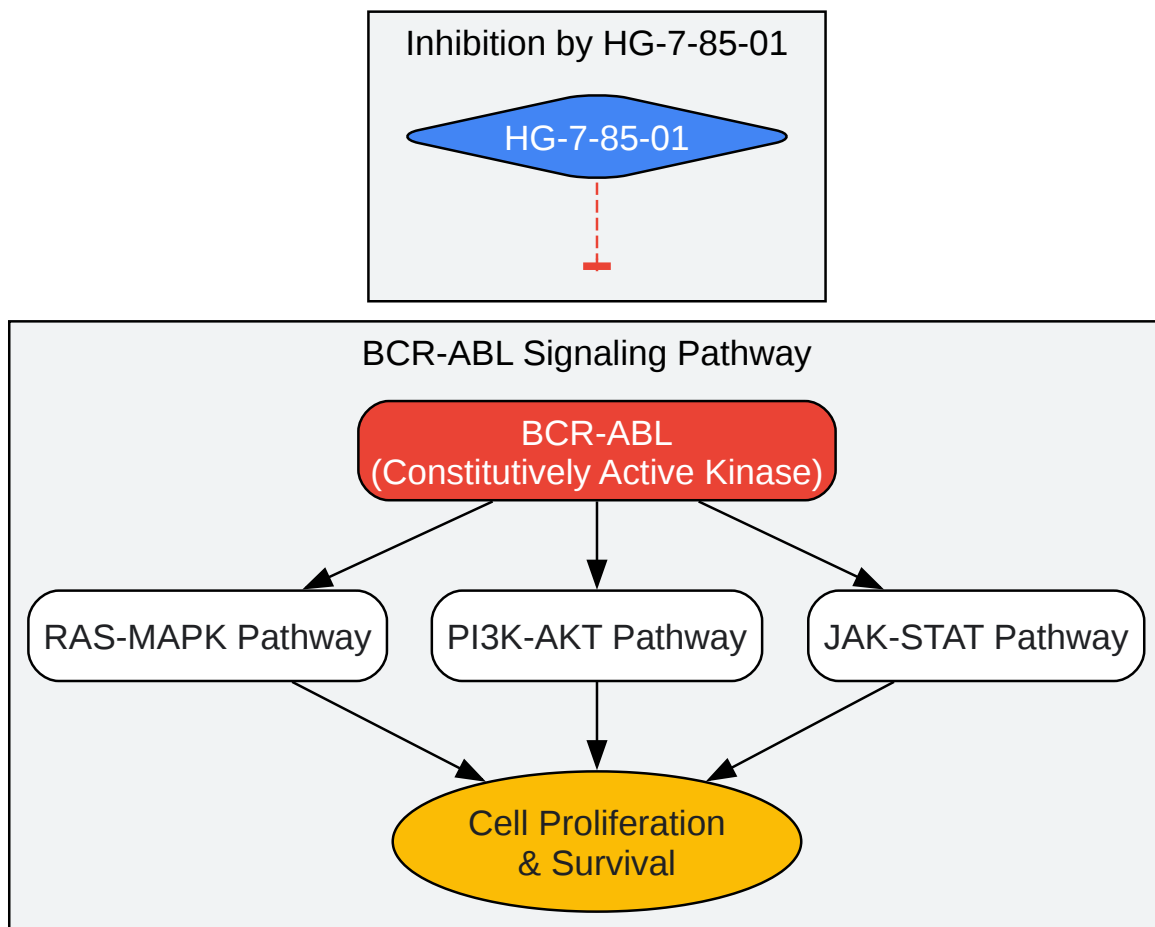 Inhibition by HG-7-85-01
HG-7-85-01
BCR-ABL Signaling Pathway
BCR-ABL
(Constitutively Active Kinase)
RAS-MAPK Pathway
PI3K-AKT Pathway
JAK-STAT Pathway
Cell Proliferation
& Survival